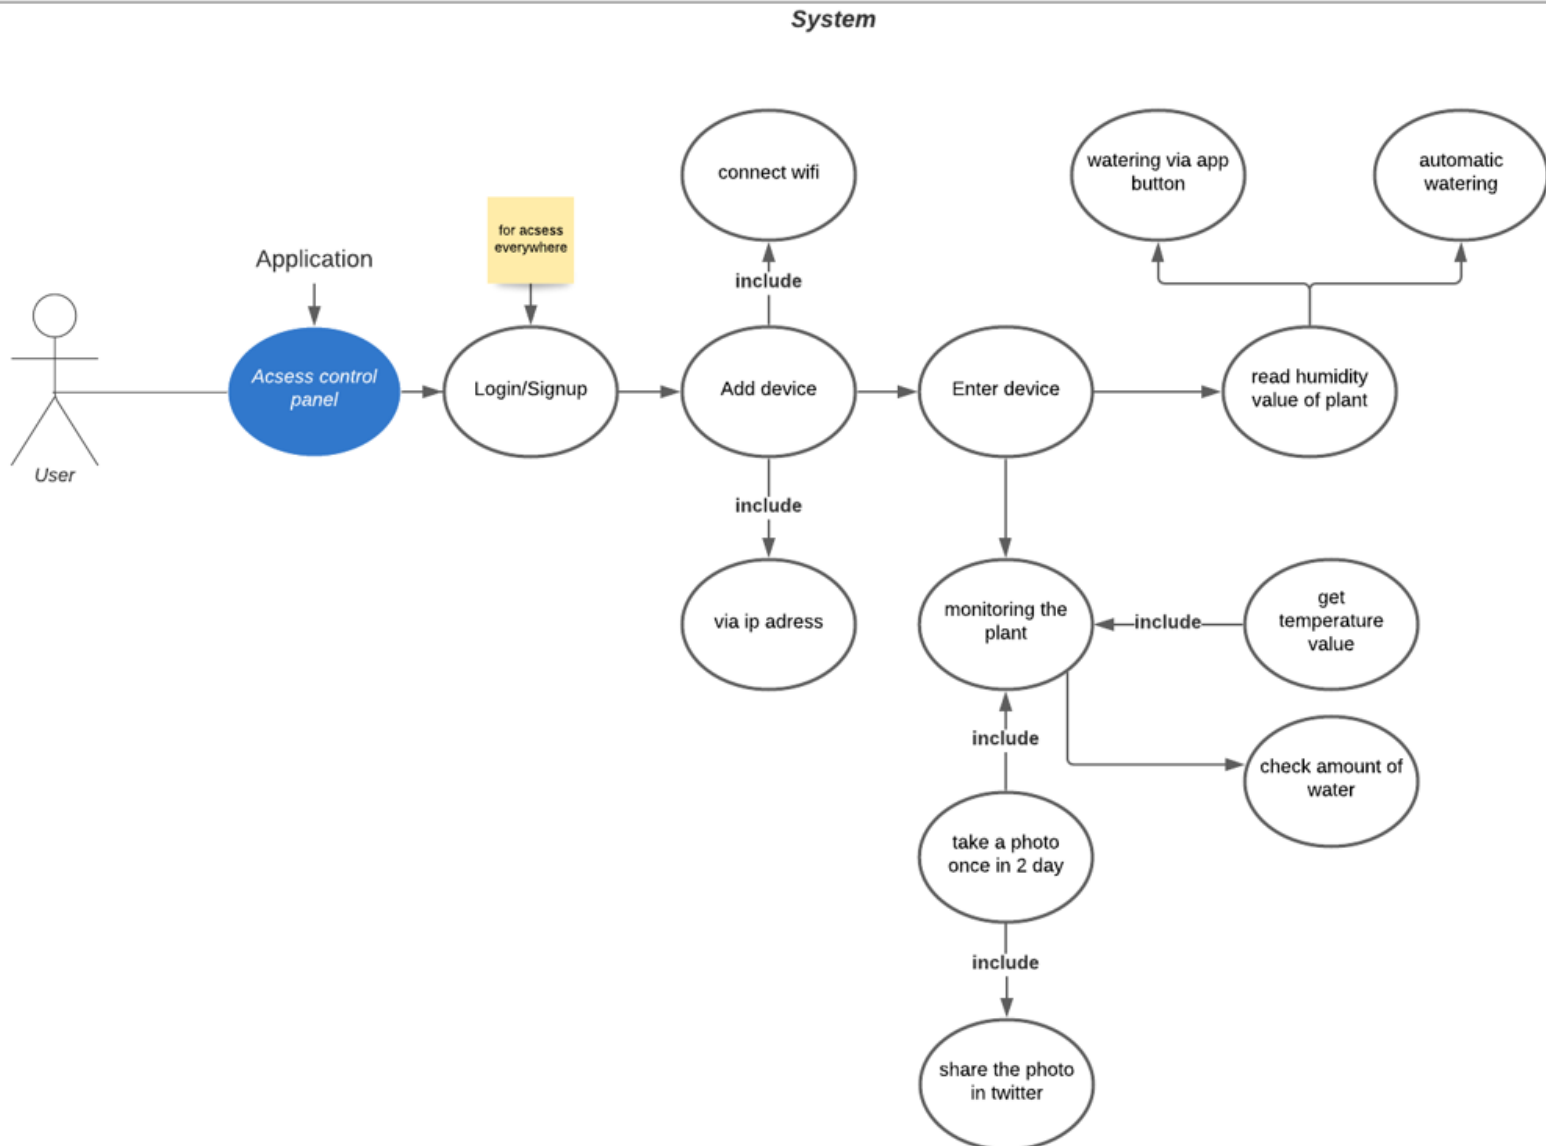 System
connect wifi
watering via app
button
automatic
watering
for acsess
everywhere
Application
include
Acsess control
panel
Login/Signup
Add device
Enter device
read humidity
value of plant
User
include
via ip adress
monitoring the
plant
include
get
temperature
value
include
check amount of
water
take a photo
once in 2 day
include
share the photo
in twitter